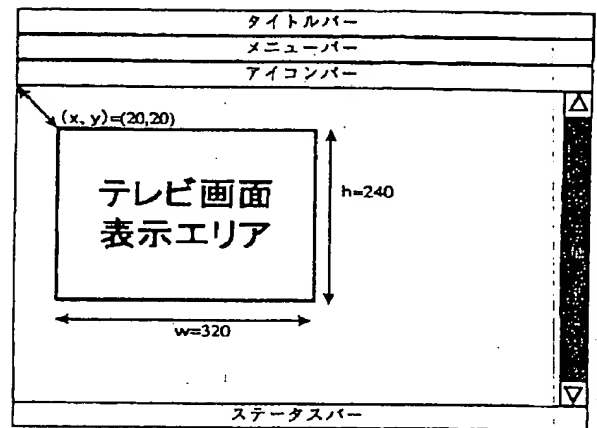 タイトルバー
メニューバー
アイコンバー
(x、y)=(20,20)
テレビ画面
表示エリア
h=240
w=320
ステータスバー